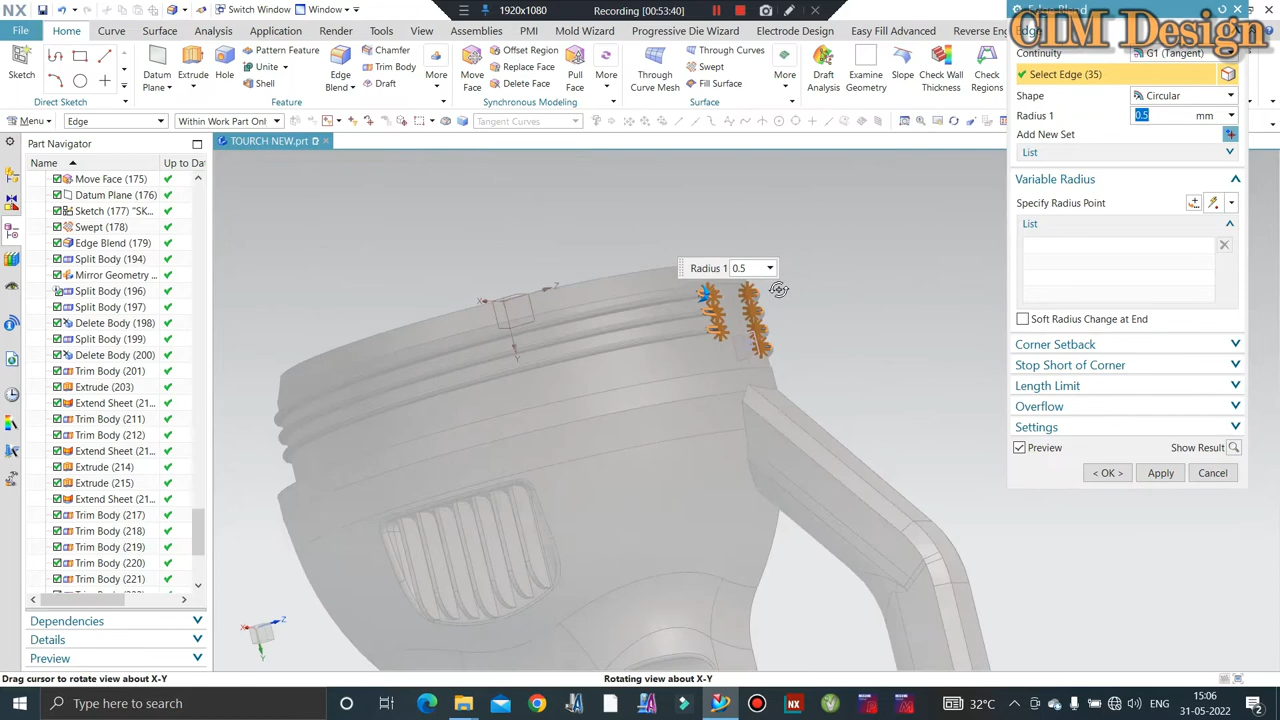 NX
Switch Window
Window
1920x1080
Recording [00:53:40]
CIM Design
File
Home
Curve
Surface
Analysis
View
Selection
Render
Tools
Assemblies
PMI
Mold Wizard
Progressive Die Wizard
Electrode Design
Easy Fill Advanced
Reverse Eng
Sketch
Direct Sketch
Datum Plane
Extrude
Hole
Pattern Feature
Unite
Shell
Edge Blend
Chamfer
Trim Body
Draft
More
Feature
Move Face
Offset Region
Replace Face
Delete Face
Pull Face
More
Synchronous Modeling
Through Curve Mesh
Through Curves
Swept
Fill Surface
More
Surface
Draft Analysis
Examine Geometry
Slope
Check Wall Thickness
Check Regions
Menu
Edge
Within Work Part Onl
Tangent Curves
Part Navigator
TOURCH NEW.prt
Name
Up to Da
Move Face (175)
Datum Plane (176)
Sketch (177) "SK...
Swept (178)
Edge Blend (179)
Split Body (194)
Mirror Geometry ...
Split Body (196)
Split Body (197)
Delete Body (198)
Split Body (199)
Delete Body (200)
Trim Body (201)
Extrude (203)
Extend Sheet (21...
Trim Body (211)
Trim Body (212)
Extend Sheet (21...
Extrude (214)
Extrude (215)
Extend Sheet (21...
Trim Body (217)
Trim Body (218)
Trim Body (219)
Trim Body (220)
Trim Body (221)
Dependencies
Details
Preview
Radius 1 0.5
X
Z
Y
X
Z
Y
Continuity
G1 (Tangent)
Select Edge (35)
Shape
Circular
Radius 1
0.5
mm
Add New Set
List
Variable Radius
Specify Radius Point
List
Soft Radius Change at End
Corner Setback
Stop Short of Corner
Length Limit
Overflow
Settings
Preview
Show Result
< OK >
Apply
Cancel
Drag cursor to rotate view about X-Y
Rotating view about X-Y
Type here to search
32°C
ENG
15:06
31-05-2022
2